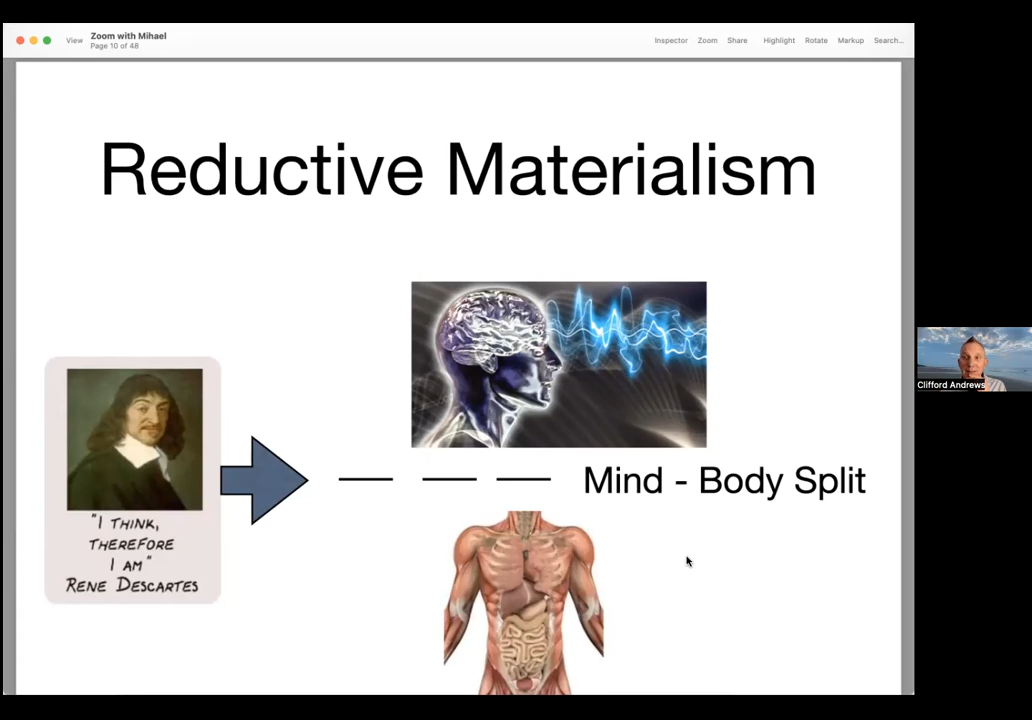 Zoom with Mihael
View
Page 10 of 48
Inspector Zoom Share Highlight Rotate Markup Search...
Reductive Materialism
"I THINK,
THEREFORE
I AM"
RENE DESCARTES
Mind - Body Split
Clifford Andrews